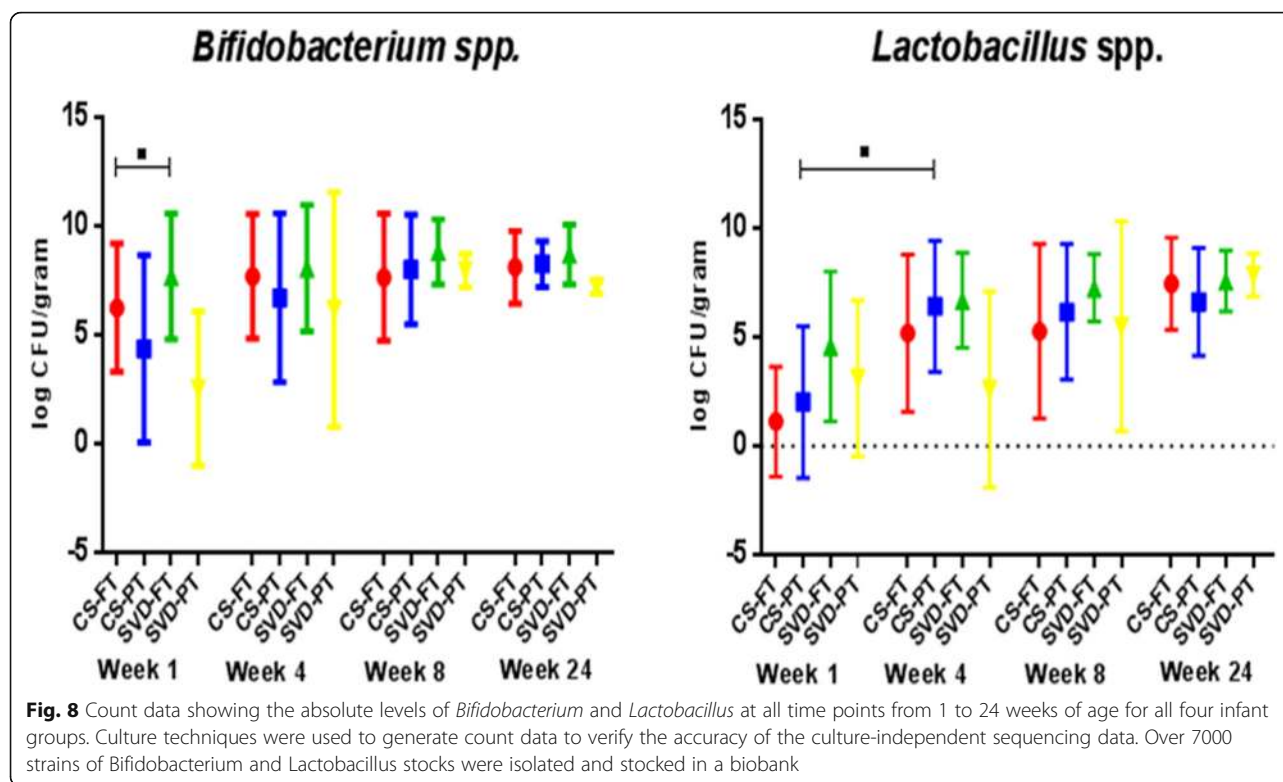 Bifidobacterium spp.
15
10
5
0
-5
log CFU/gram
CS-FT
CS-PT
SVD-FT
SVD-PT
CS-FT
CS-PT
SVD-FT
SVD-PT
CS-FT
CS-PT
SVD-FT
SVD-PT
CS-FT
CS-PT
SVD-FT
SVD-PT
Week 1 Week 4 Week 8 Week 24
Lactobacillus spp.
15
10
5
0
-5
log CFU/gram
CS-FT
CS-PT
SVD-FT
SVD-PT
CS-FT
CS-PT
SVD-FT
SVD-PT
CS-FT
CS-PT
SVD-FT
SVD-PT
CS-FT
CS-PT
SVD-FT
SVD-PT
Week 1 Week 4 Week 8 Week 24
Fig. 8 Count data showing the absolute levels of Bifidobacterium and Lactobacillus at all time points from 1 to 24 weeks of age for all four infant
groups. Culture techniques were used to generate count data to verify the accuracy of the culture-independent sequencing data. Over 7000
strains of Bifidobacterium and Lactobacillus stocks were isolated and stocked in a biobank